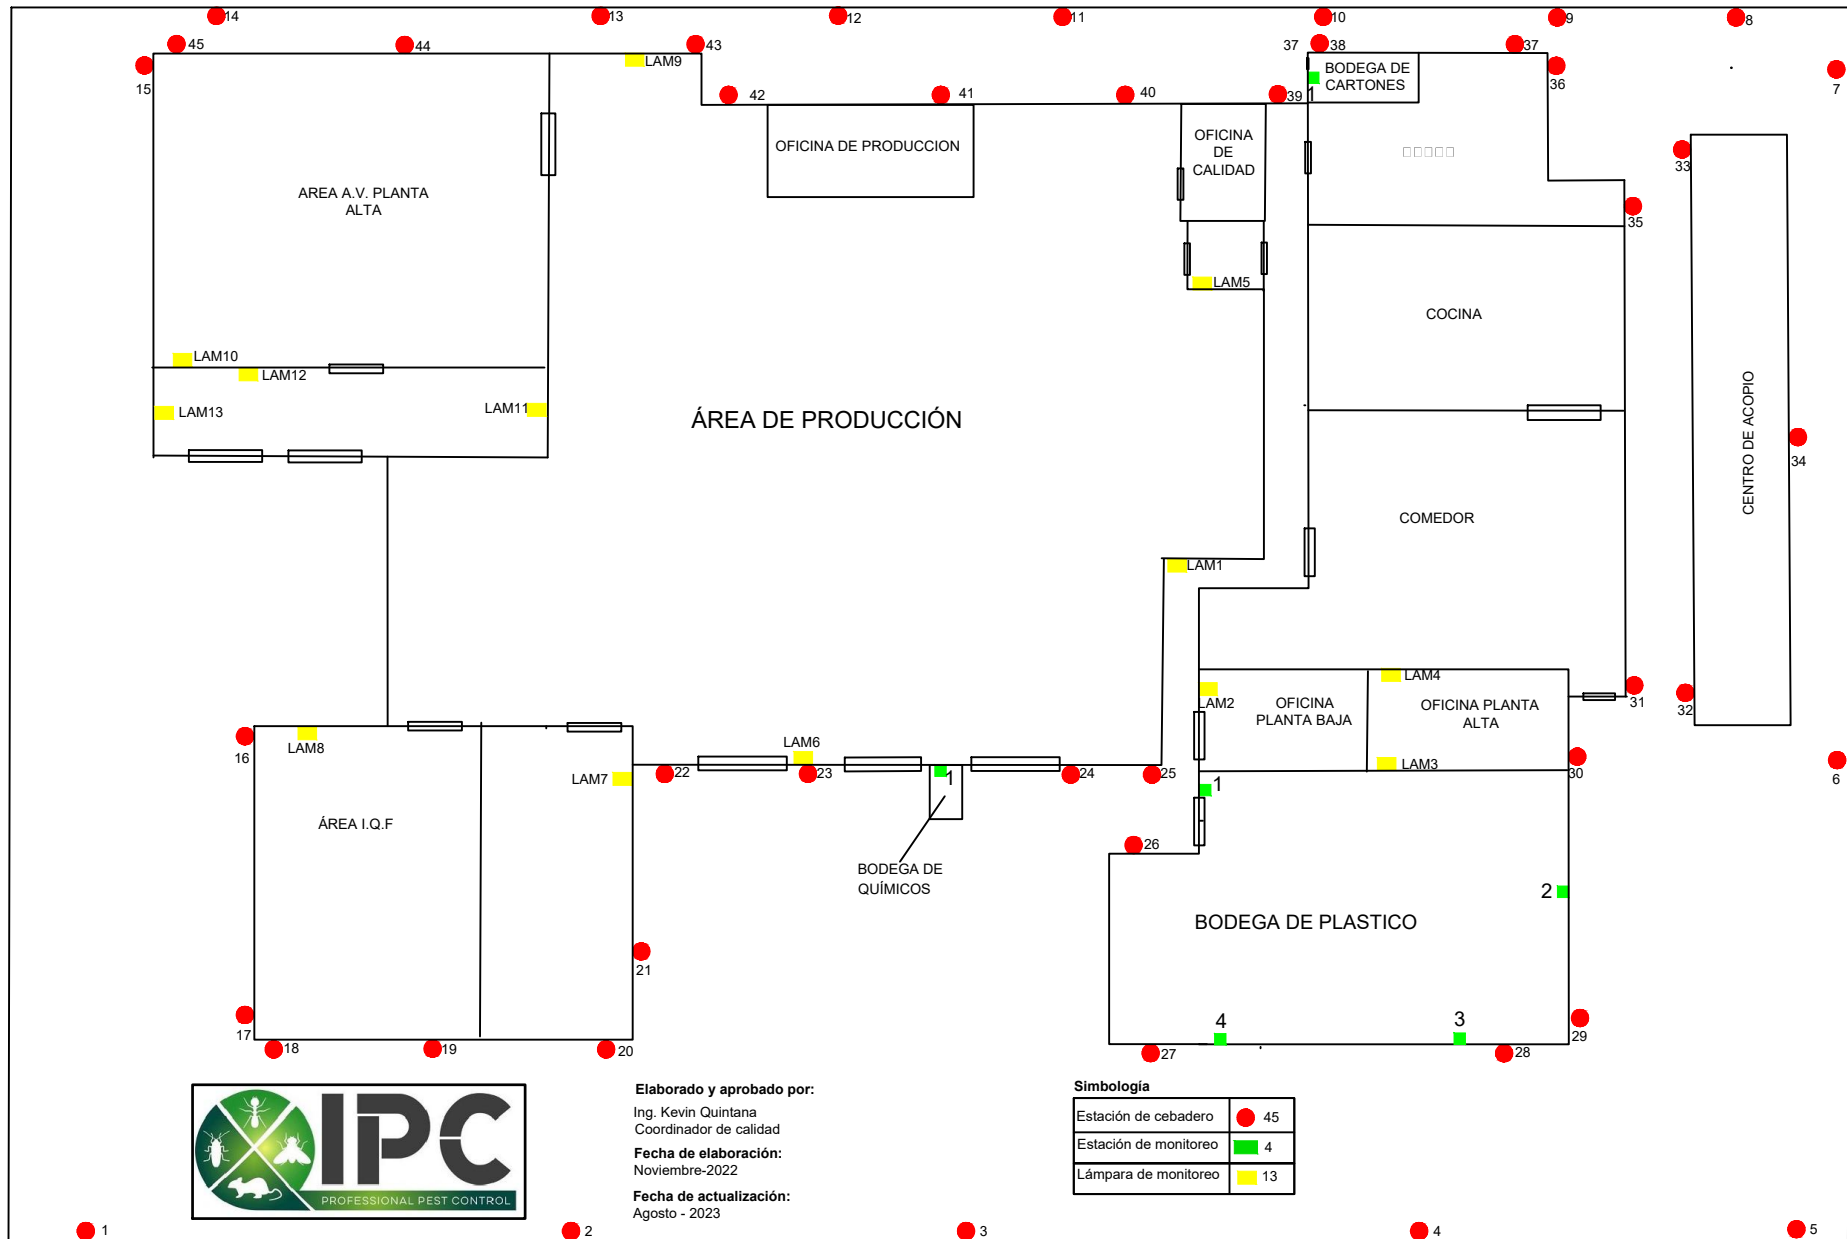 14
13
12
11
10
9
8
45
44
43
37
38
37
LAM9
BODEGA DE
CARTONES
15
36
7
42
41
40
39
1
OFICINA DE PRODUCCION
OFICINA
DE
CALIDAD
33
AREA A.V. PLANTA
ALTA
35
LAM5
COCINA
LAM10
LAM12
LAM13
LAM11
ÁREA DE PRODUCCIÓN
CENTRO DE ACOPIO
34
COMEDOR
LAM1
LAM4
LAM2
OFICINA
PLANTA BAJA
OFICINA PLANTA
ALTA
31
32
16
LAM8
LAM6
LAM3
LAM7
22
23
1
24
25
30
6
1
ÁREA I.Q.F
26
BODEGA DE
QUÍMICOS
2
BODEGA DE PLASTICO
21
17
18
19
20
4
3
27
28
29
IPC
PROFESSIONAL PEST CONTROL
Elaborado y aprobado por:
Ing. Kevin Quintana
Coordinador de calidad
Fecha de elaboración:
Noviembre-2022
Fecha de actualización:
Agosto - 2023
Simbología
Estación de cebadero 45
Estación de monitoreo 4
Lámpara de monitoreo 13
1
2
3
4
5